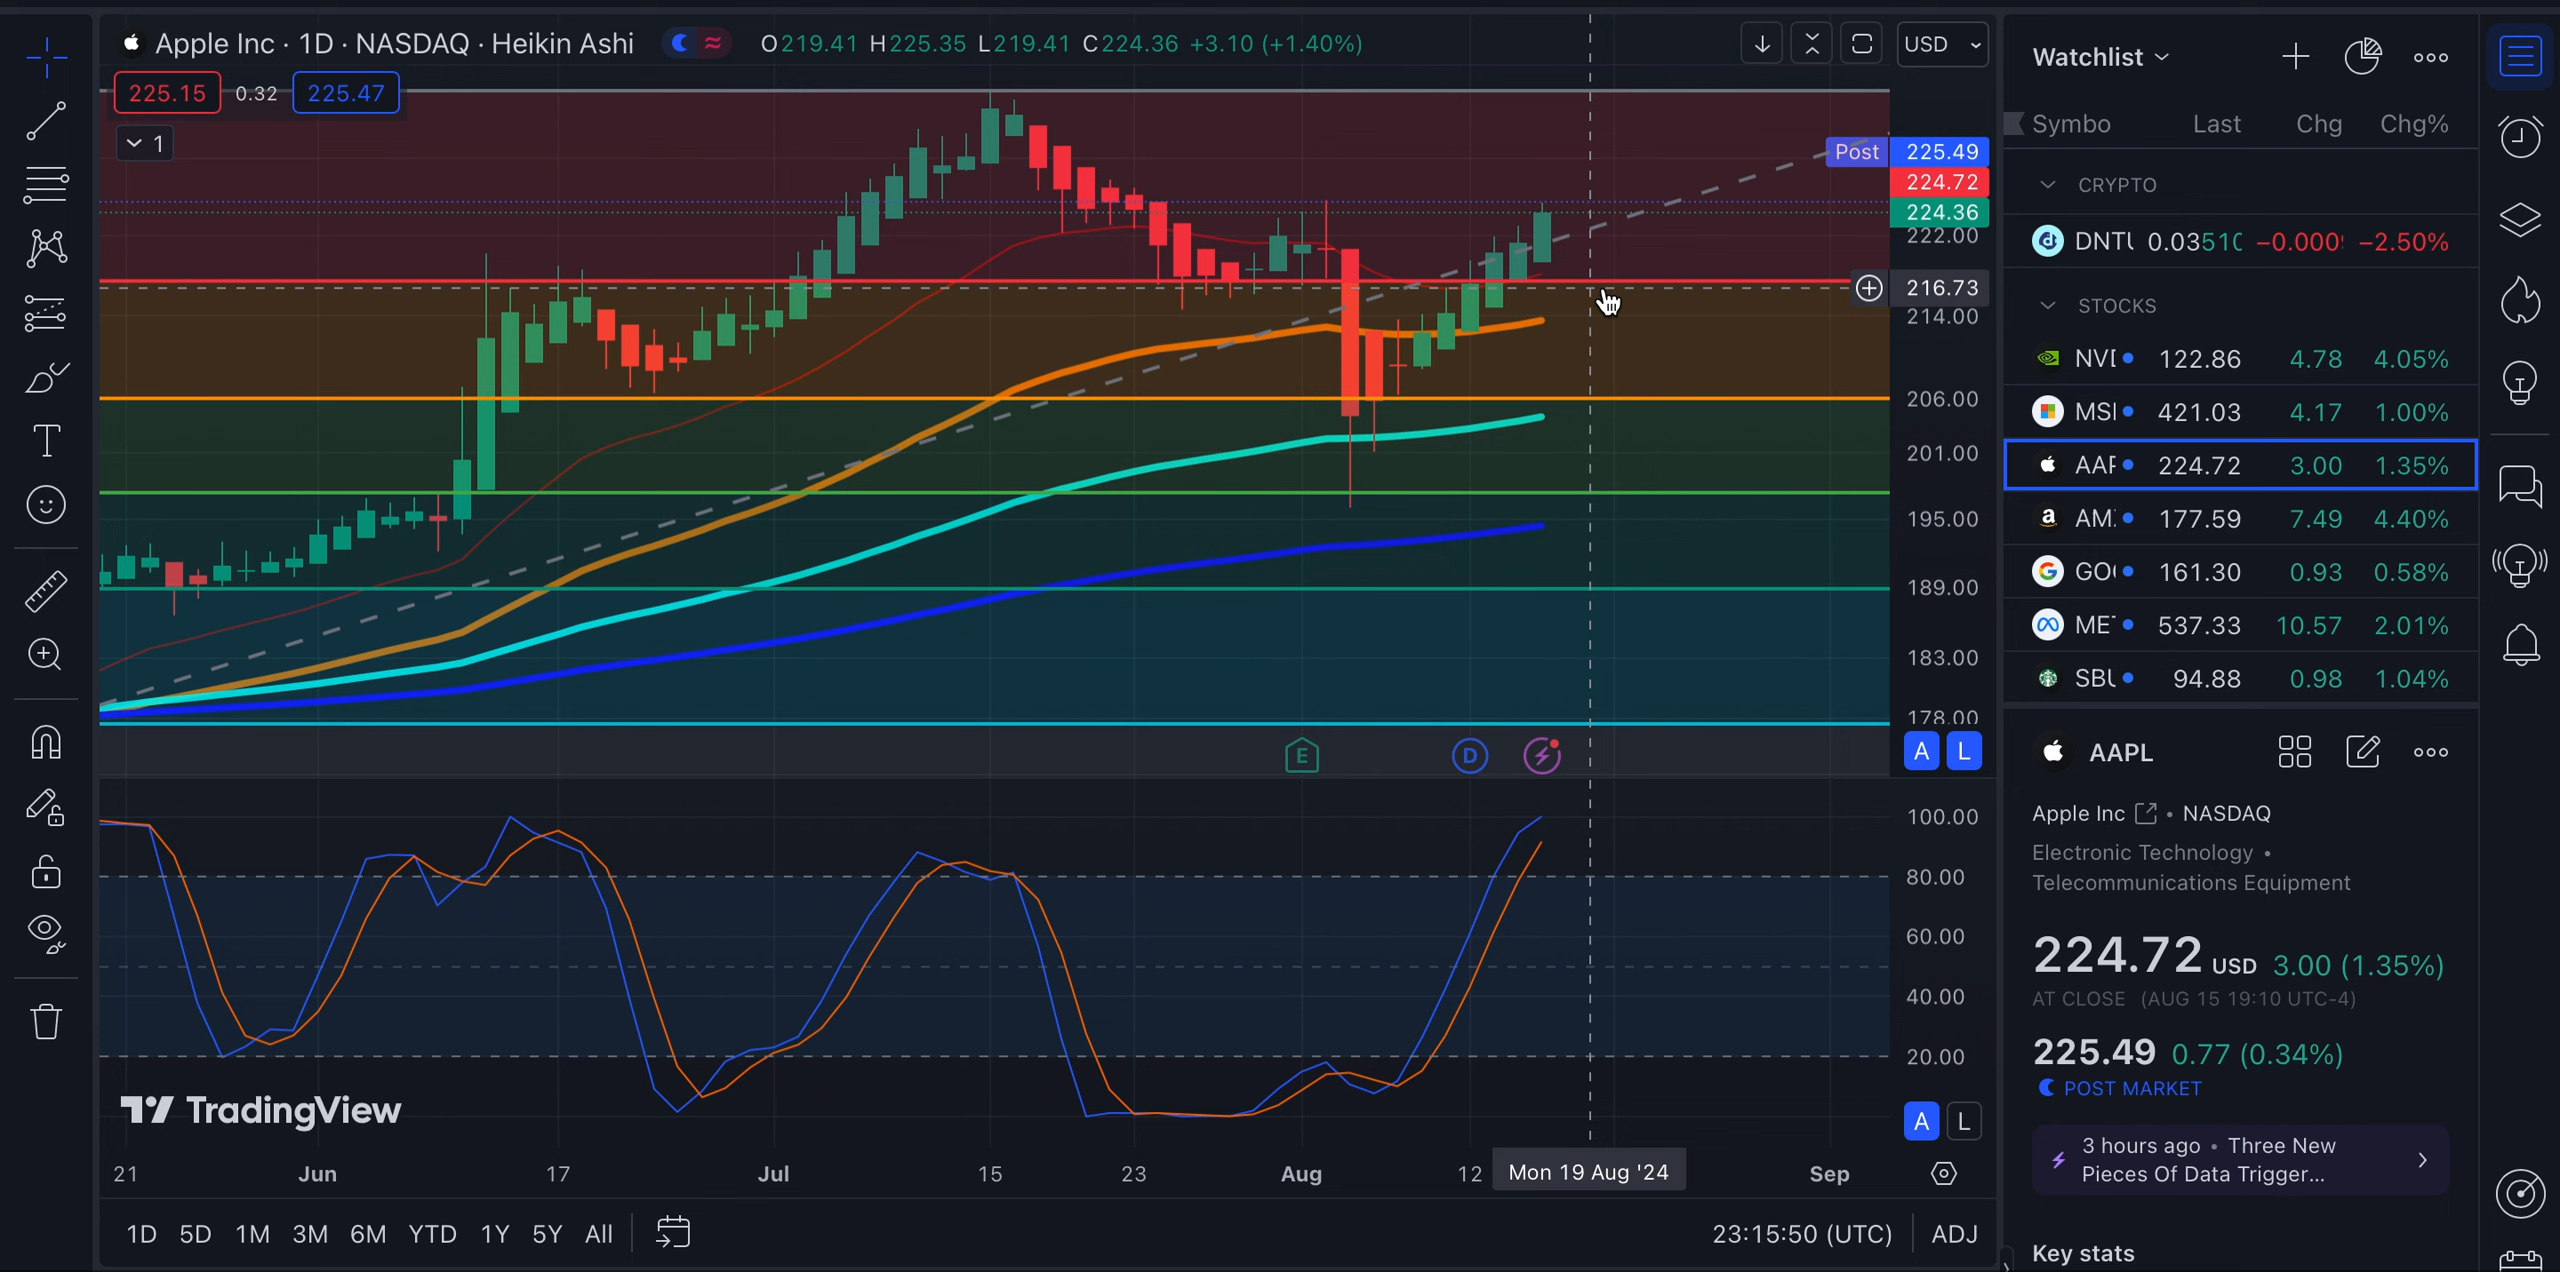 Apple Inc · 1D · NASDAQ · Heikin Ashi O219.41 H225.35 L219.41 C224.36 +3.10 (+1.40%) USD
225.15 0.32 225.47
1
Post 225.49
224.72
224.36
222.00
216.73
214.00
206.00
201.00
195.00
189.00
183.00
178.00
E D
A L
100.00
80.00
60.00
40.00
20.00
A L
TradingView
21 Jun 17 Jul 15 23 Aug 12 Mon 19 Aug '24 Sep
1D 5D 1M 3M 6M YTD 1Y 5Y All 23:15:50 (UTC) ADJ
Watchlist
Symbo Last Chg Chg%
CRYPTO
0.03510 −0.000 −2.50%
STOCKS
122.86 4.78 4.05%
421.03 4.17 1.00%
224.72 3.00 1.35%
AM 177.59 7.49 4.40%
161.30 0.93 0.58%
ME 537.33 10.57 2.01%
94.88 0.98 1.04%
AAPL
Apple Inc • NASDAQ
Electronic Technology •
Telecommunications Equipment
224.72 USD 3.00 (1.35%)
AT CLOSE (AUG 15 19:10 UTC-4)
225.49 0.77 (0.34%)
POST MARKET
3 hours ago • Three New
Pieces Of Data Trigger...
Key stats